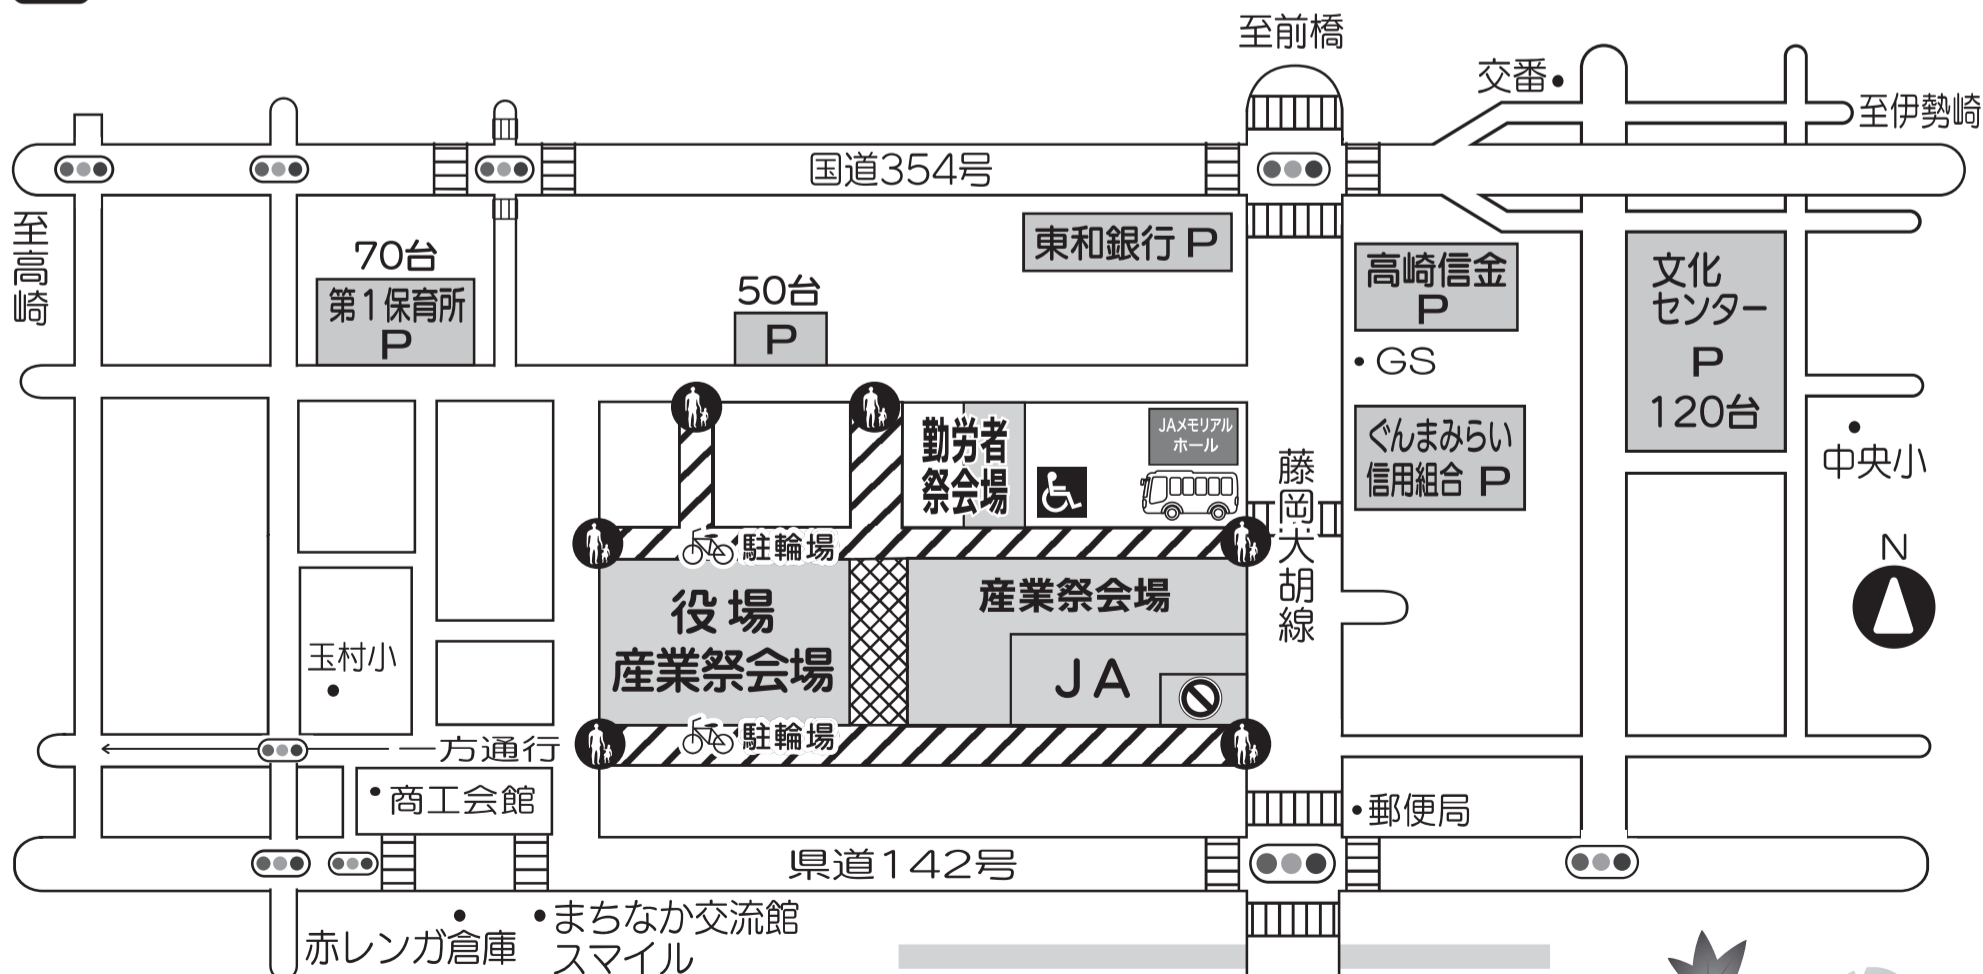 至前橋
交番
至伊勢崎
国道354号
至高崎
70台
第1保育所
P
50台
P
東和銀行 P
高崎信金
P
文化
センター
P
120台
GS
ぐんまみらい
信用組合 P
中央小
勤労者
祭会場
JAメモリアル
ホール
藤岡大胡線
N
駐輪場
役場
産業祭会場
産業祭会場
JA
玉村小
駐輪場
一方通行
商工会館
郵便局
県道142号
赤レンガ倉庫
まちなか交流館
スマイル